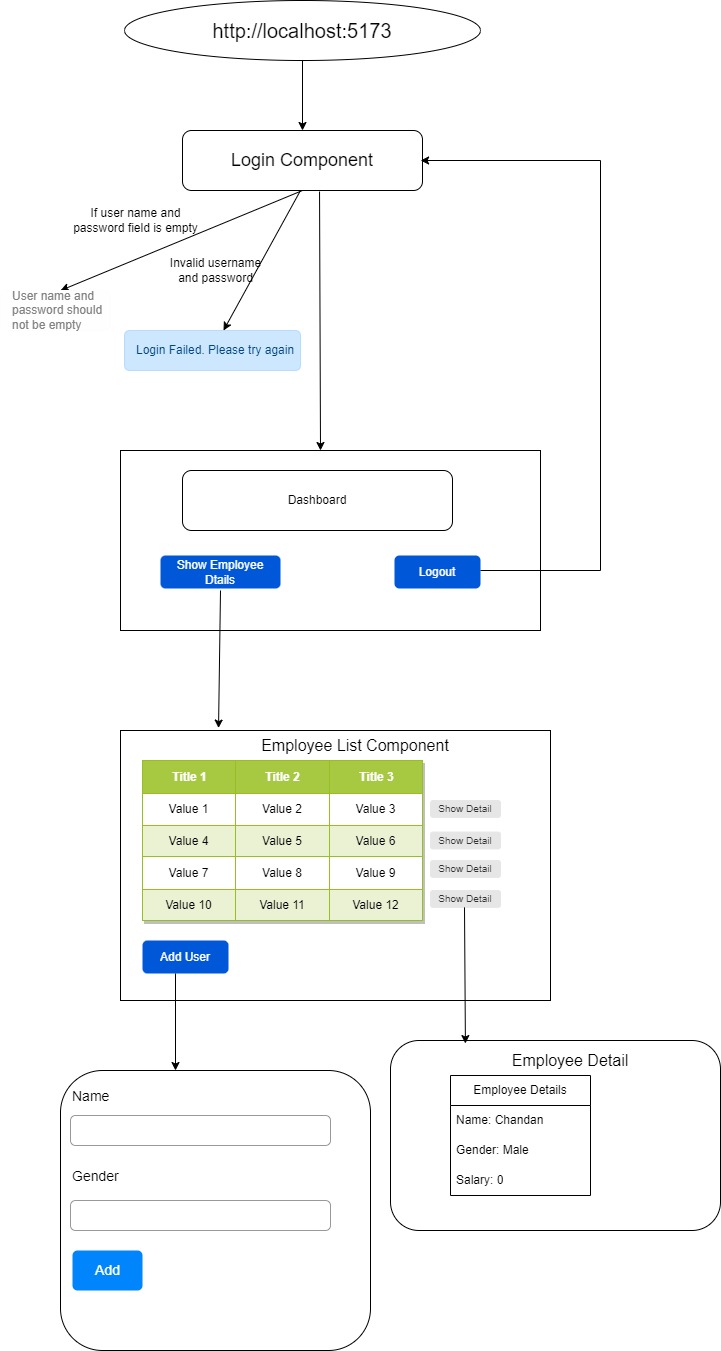 http://localhost:5173
Login Component
If user name and
password field is empty
Invalid username
and password
User name and
password should
not be empty
Login Failed. Please try again
Dashboard
Show Employee
Dtails
Logout
Employee List Component
Title 1 Title 2 Title 3
Value 1 Value 2 Value 3 Show Detail
Value 4 Value 5 Value 6 Show Detail
Value 7 Value 8 Value 9 Show Detail
Value 10 Value 11 Value 12 Show Detail
Add User
Employee Detail
Employee Details
Name: Chandan
Gender: Male
Salary: 0
Name
Gender
Add